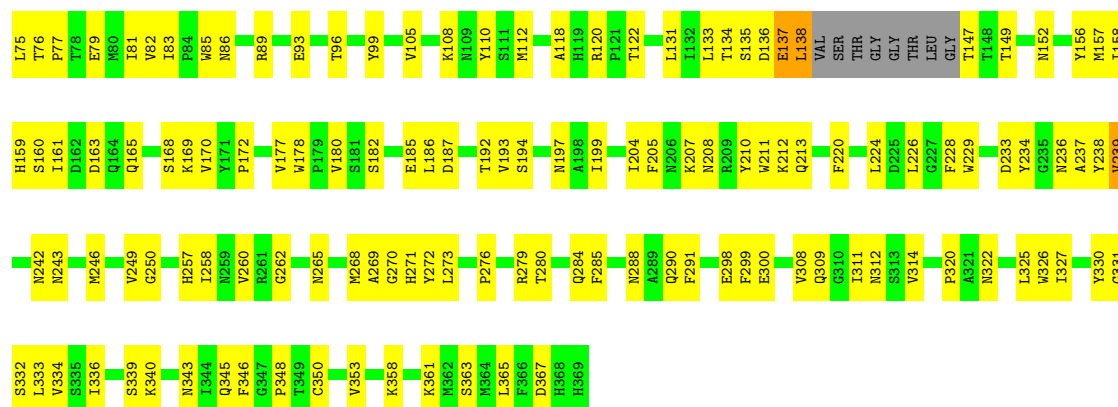 L75 T76 P77 T78 E79 M80 I81 V82 I83 P84 W85 N86 R89 E93 T96 Y99 V105 K108 N109 Y110 S111 M112 A118 H119 R120 P121 T122 L131 I132 L133 T134 S135 D136 E137 L138 VAL SER THR GLY GLY THR LEU GLY T147 T148 T149 N152 Y156 M157 L158
H159 S160 I161 D162 D163 Q164 Q165 S168 K169 V170 Y171 P172 V177 W178 P179 V180 S181 S182 E185 L186 D187 T192 V193 S194 N197 A198 I199 I204 F205 N206 K207 N208 R209 Y210 W211 K212 Q213 F220 L224 D225 L226 G227 F228 W229 D233 Y234 G235 N236 A237 Y238
N242 N243 M246 V249 G250 H257 I258 N259 V260 R261 G262 N265 M268 A269 G270 H271 Y272 L273 P276 R279 T280 Q284 F285 N288 A289 Q290 F291 E298 F299 E300 V308 Q309 G310 I311 N312 S313 V314 P320 A321 N322 L325 W326 I327 Y330
S332 L333 V334 S335 I336 S339 K340 N343 I344 Q345 F346 G347 P348 T349 C350 V353 K358 K361 M362 S363 M364 L365 F366 D367 H368 H369